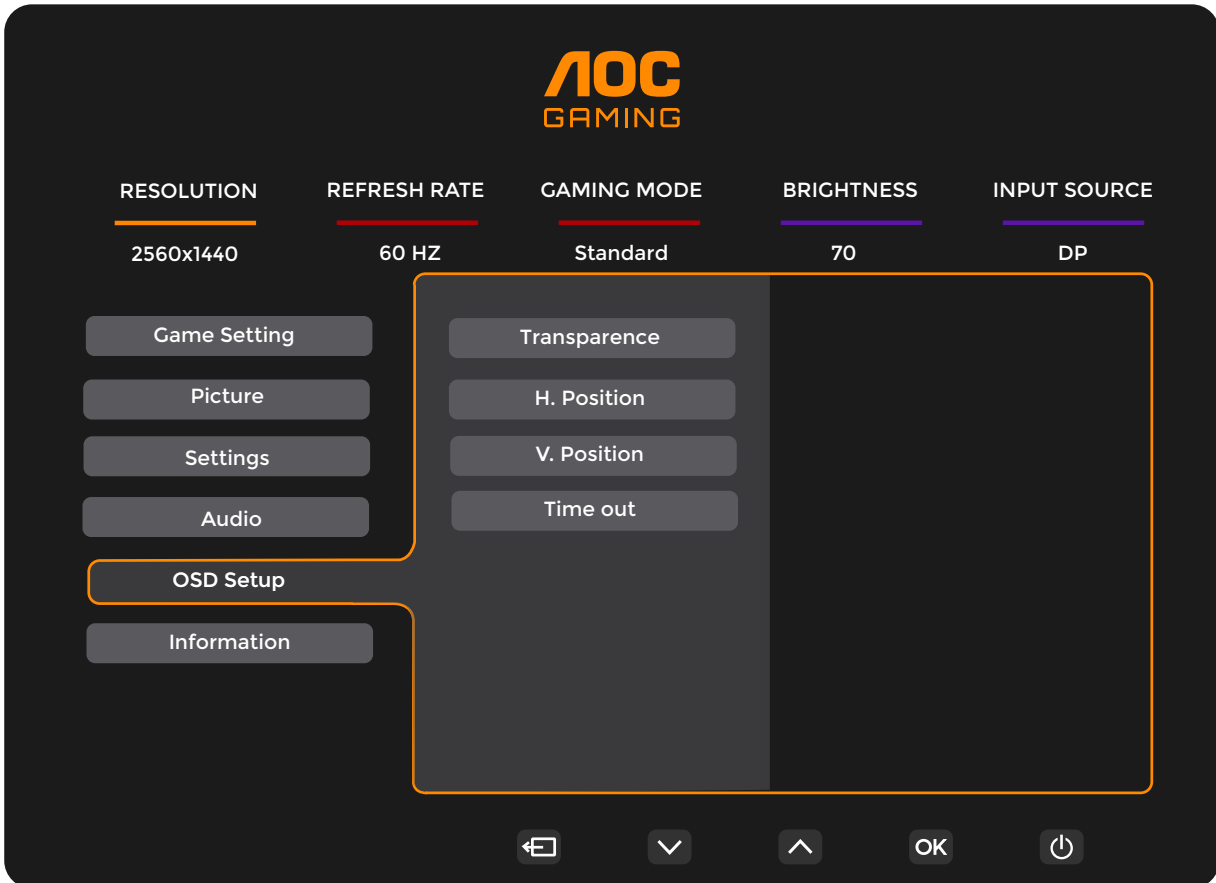 AOC
GAMING
RESOLUTION REFRESH RATE GAMING MODE BRIGHTNESS INPUT SOURCE
2560x1440 60 HZ Standard 70 DP
Game Setting
Transparence
Picture
H. Position
Settings
V. Position
Audio
Time out
OSD Setup
Information
OK